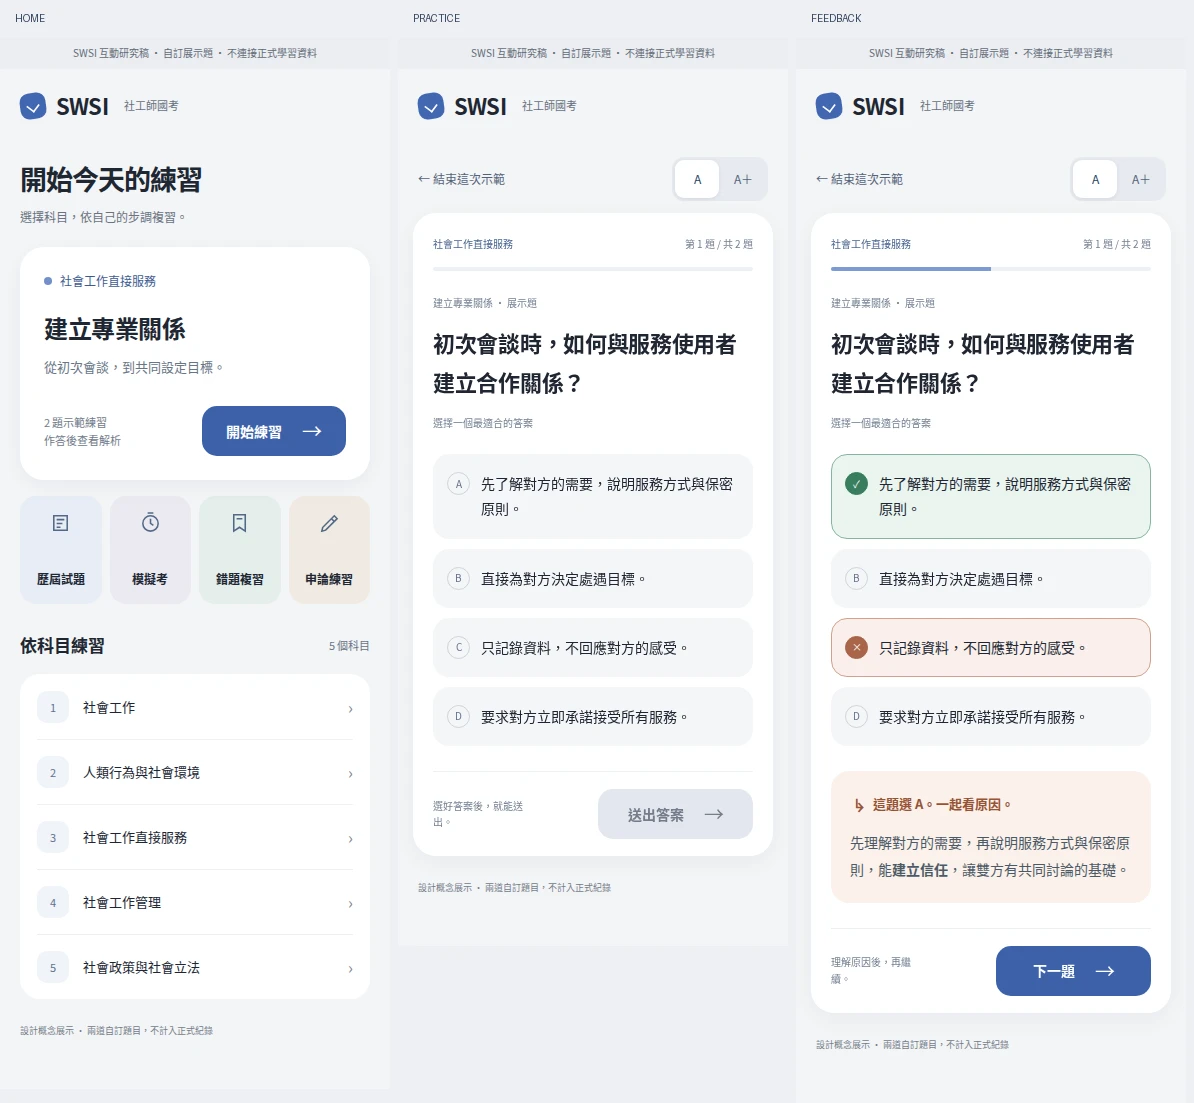 HOME
SWSI 互動研究稿 · 自訂展示題 · 不連接正式學習資料
SWSI 社工師國考
開始今天的練習
選擇科目，依自己的步調複習。
社會工作直接服務
建立專業關係
從初次會談，到共同設定目標。
2 題示範練習
作答後查看解析
開始練習 →
歷屆試題
模擬考
錯題複習
申論練習
依科目練習
5 個科目
1 社會工作 ›
2 人類行為與社會環境 ›
3 社會工作直接服務 ›
4 社會工作管理 ›
5 社會政策與社會立法 ›
設計概念展示 · 兩道自訂題目，不計入正式紀錄
PRACTICE
SWSI 互動研究稿 · 自訂展示題 · 不連接正式學習資料
SWSI 社工師國考
← 結束這次示範
A A+
社會工作直接服務
第 1 題 / 共 2 題
建立專業關係 · 展示題
初次會談時，如何與服務使用者
建立合作關係？
選擇一個最適合的答案
A 先了解對方的需要，說明服務方式與保密
原則。
B 直接為對方決定處遇目標。
C 只記錄資料，不回應對方的感受。
D 要求對方立即承諾接受所有服務。
選好答案後，就能送
出。
送出答案 →
設計概念展示 · 兩道自訂題目，不計入正式紀錄
FEEDBACK
SWSI 互動研究稿 · 自訂展示題 · 不連接正式學習資料
SWSI 社工師國考
← 結束這次示範
A A+
社會工作直接服務
第 1 題 / 共 2 題
建立專業關係 · 展示題
初次會談時，如何與服務使用者
建立合作關係？
選擇一個最適合的答案
✓ 先了解對方的需要，說明服務方式與保密
原則。
B 直接為對方決定處遇目標。
× 只記錄資料，不回應對方的感受。
D 要求對方立即承諾接受所有服務。
↳ 這題選 A。一起看原因。
先理解對方的需要，再說明服務方式與保密原
則，能建立信任，讓雙方有共同討論的基礎。
理解原因後，再繼
續。
下一題 →
設計概念展示 · 兩道自訂題目，不計入正式紀錄